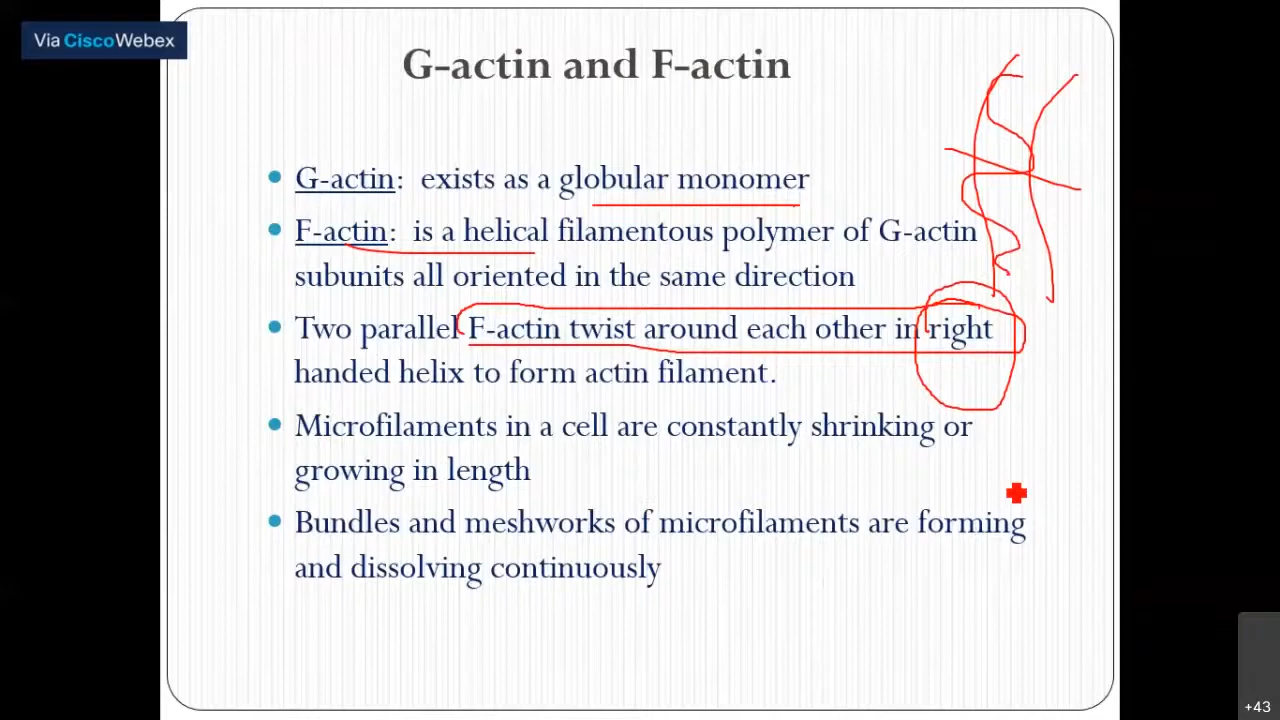 Via CiscoWebex
G-actin and F-actin
• G-actin: exists as a globular monomer
• F-actin: is a helical filamentous polymer of G-actin
subunits all oriented in the same direction
• Two parallel F-actin twist around each other in right
handed helix to form actin filament.
• Microfilaments in a cell are constantly shrinking or
growing in length
• Bundles and meshworks of microfilaments are forming
and dissolving continuously
+43